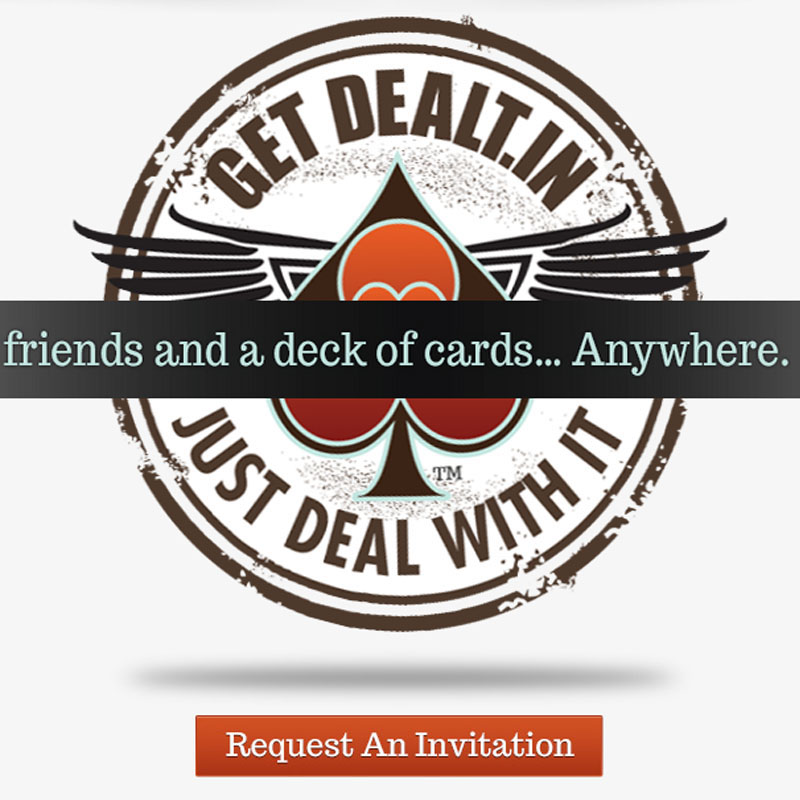 GET DEALT.IN
friends and a deck of cards... Anywhere.
TM
JUST DEAL WITH IT
Request An Invitation